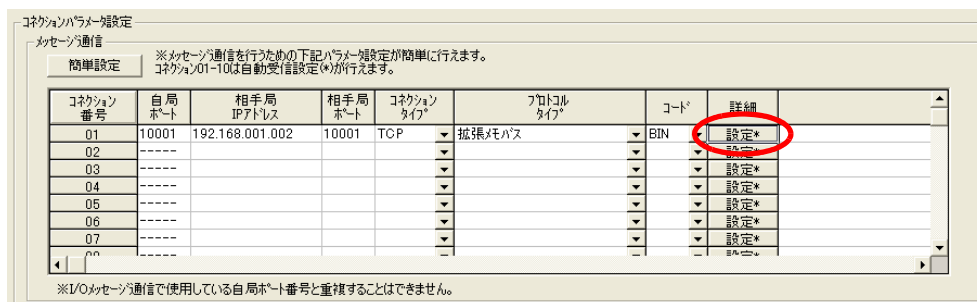 コネクションパラメータ設定
メッセージ通信
簡単設定
※メッセージ通信を行うための下記パラメータ設定が簡単に行えます。
コネクション01-10は自動受信設定(*)が行えます。
コネクション番号 自局ポート 相手局IPアドレス 相手局ポート コネクションタイプ プロトコルタイプ コード 詳細
01 10001 192.168.001.002 10001 TCP 拡張メモバス BIN 設定*
02 ----- 設定*
03 ----- 設定*
04 ----- 設定*
05 ----- 設定*
06 ----- 設定*
07 ----- 設定*
※I/Oメッセージ通信で使用している自局ポート番号と重複することはできません。